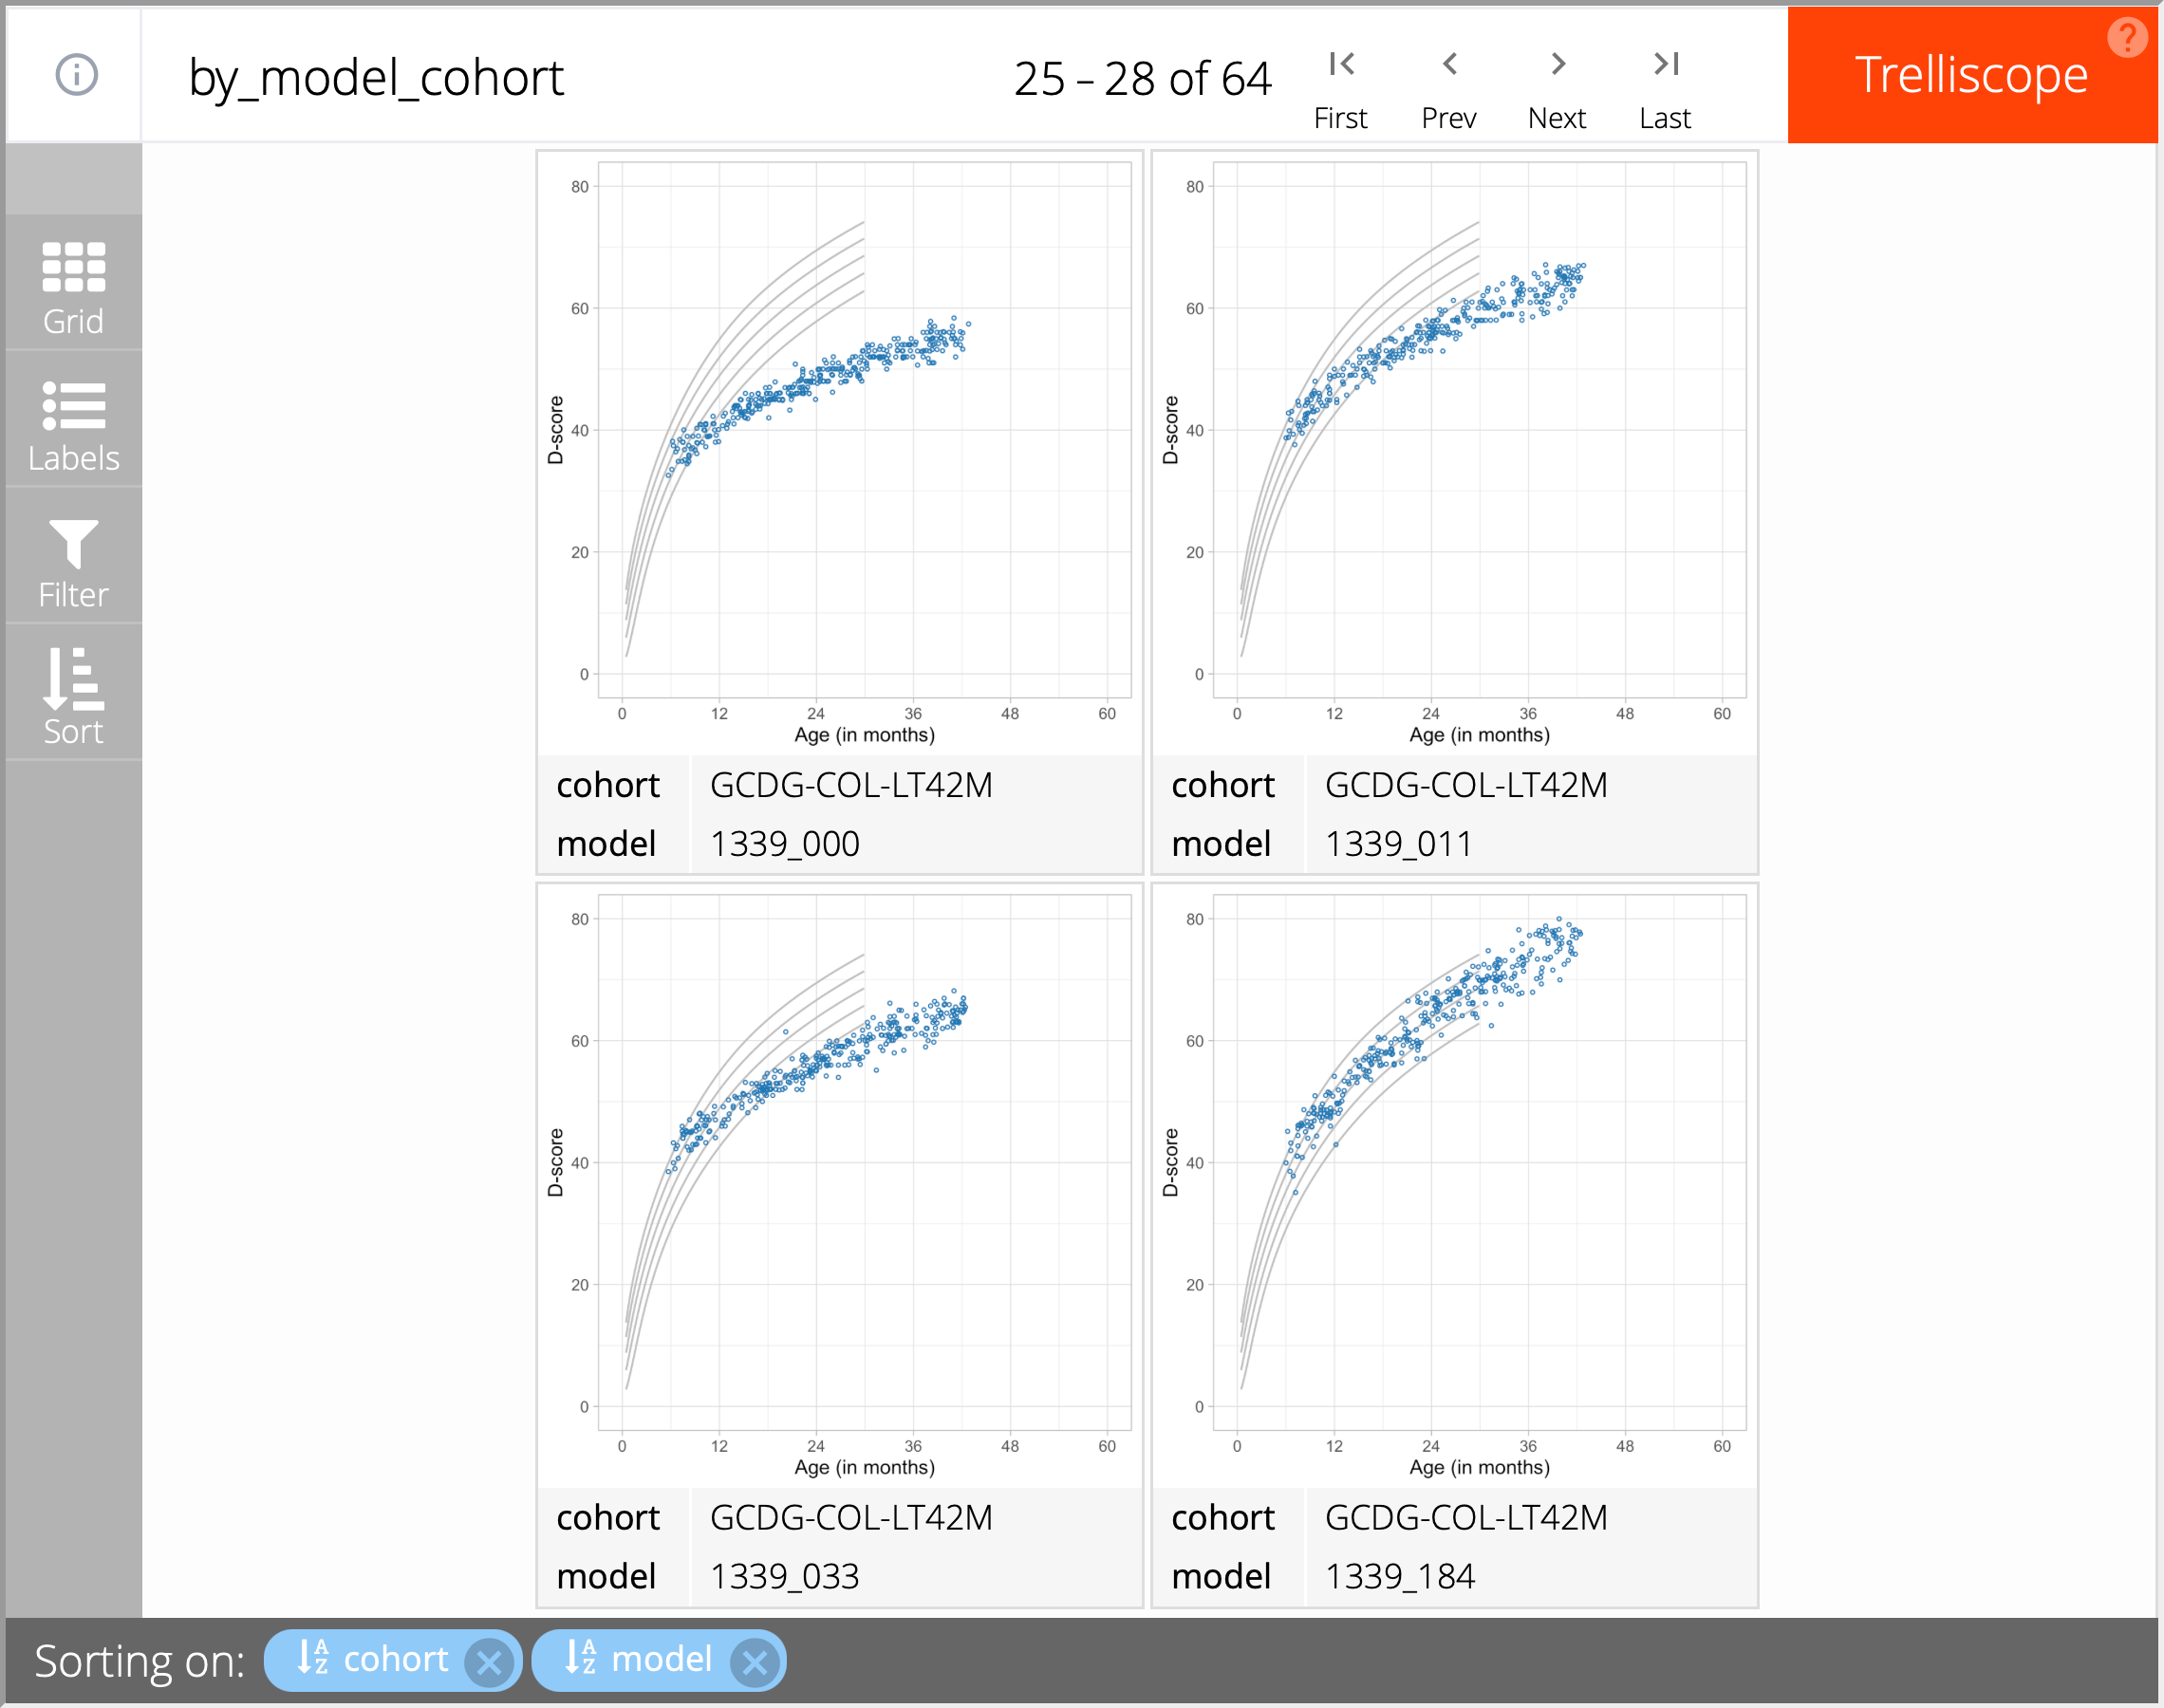 by_model_cohort
25 – 28 of 64
First Prev Next Last
Trelliscope
?
Grid
Labels
Filter
Sort
80
60
40
20
0
D-score
0 12 24 36 48 60
Age (in months)
cohort GCDG-COL-LT42M
model 1339_000
80
60
40
20
0
D-score
0 12 24 36 48 60
Age (in months)
cohort GCDG-COL-LT42M
model 1339_011
80
60
40
20
0
D-score
0 12 24 36 48 60
Age (in months)
cohort GCDG-COL-LT42M
model 1339_033
80
60
40
20
0
D-score
0 12 24 36 48 60
Age (in months)
cohort GCDG-COL-LT42M
model 1339_184
Sorting on: A Z cohort A Z model